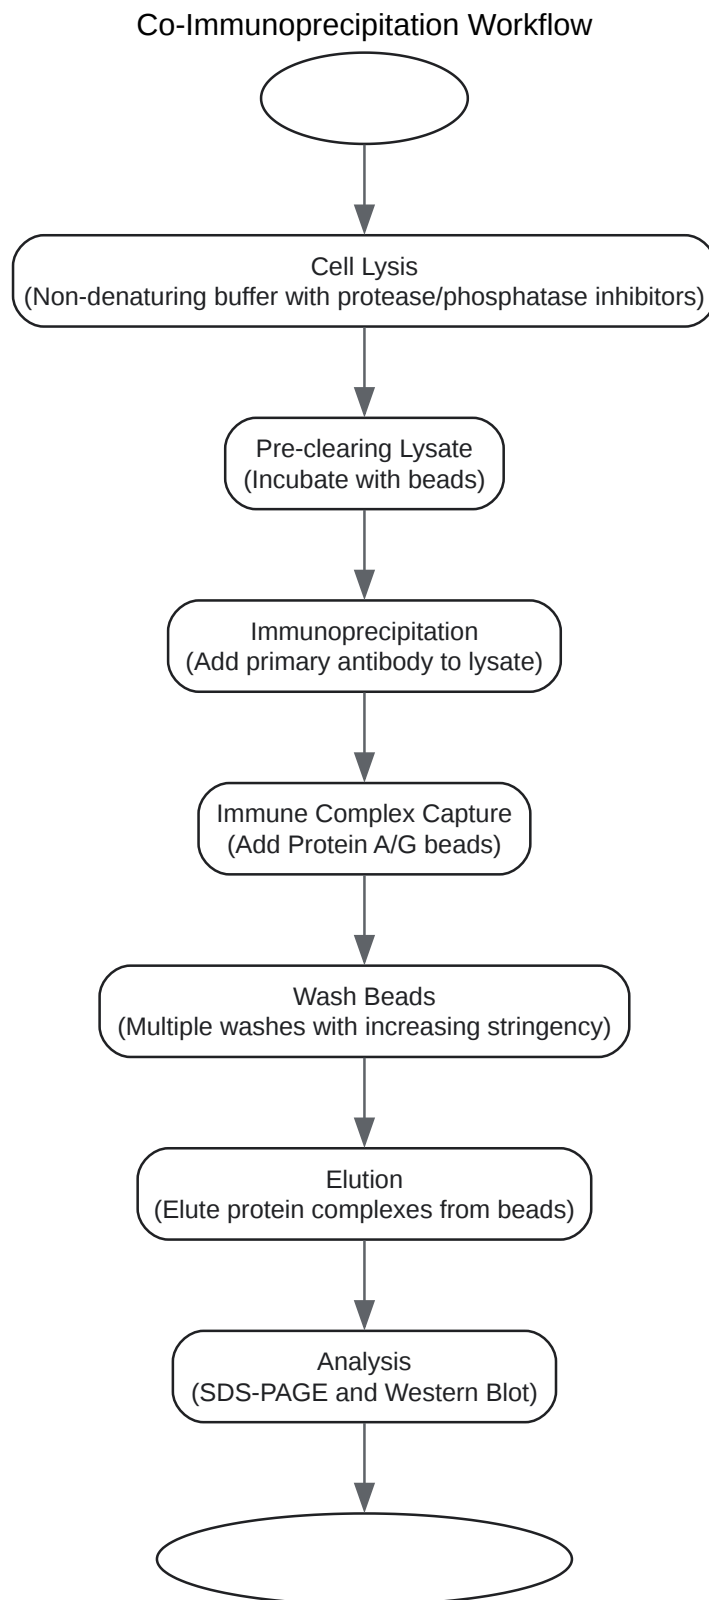 Co-Immunoprecipitation Workflow
Cell Lysis
(Non-denaturing buffer with protease/phosphatase inhibitors)
Pre-clearing Lysate
(Incubate with beads)
Immunoprecipitation
(Add primary antibody to lysate)
Immune Complex Capture
(Add Protein A/G beads)
Wash Beads
(Multiple washes with increasing stringency)
Elution
(Elute protein complexes from beads)
Analysis
(SDS-PAGE and Western Blot)